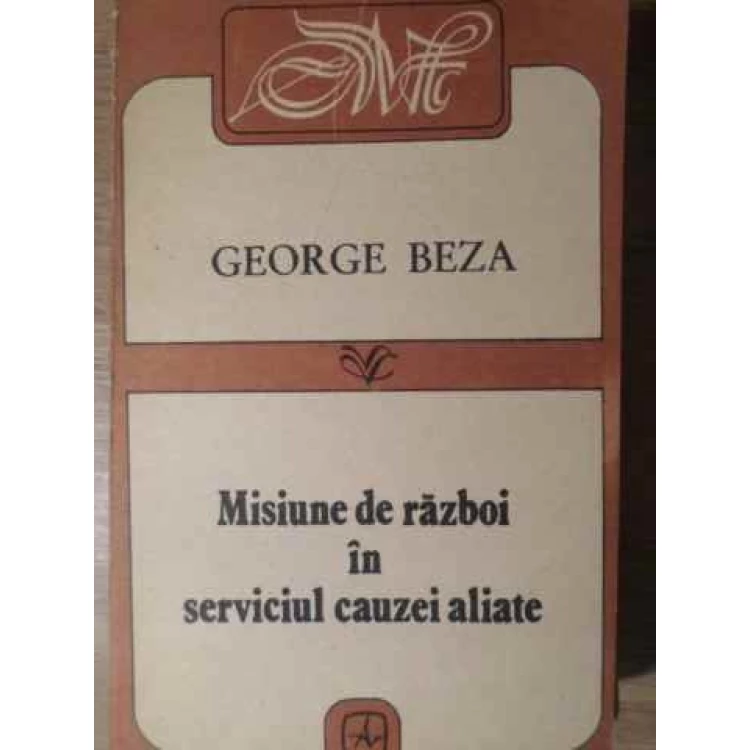 GEORGE BEZA
Misiune de război
în
serviciul cauzei aliate